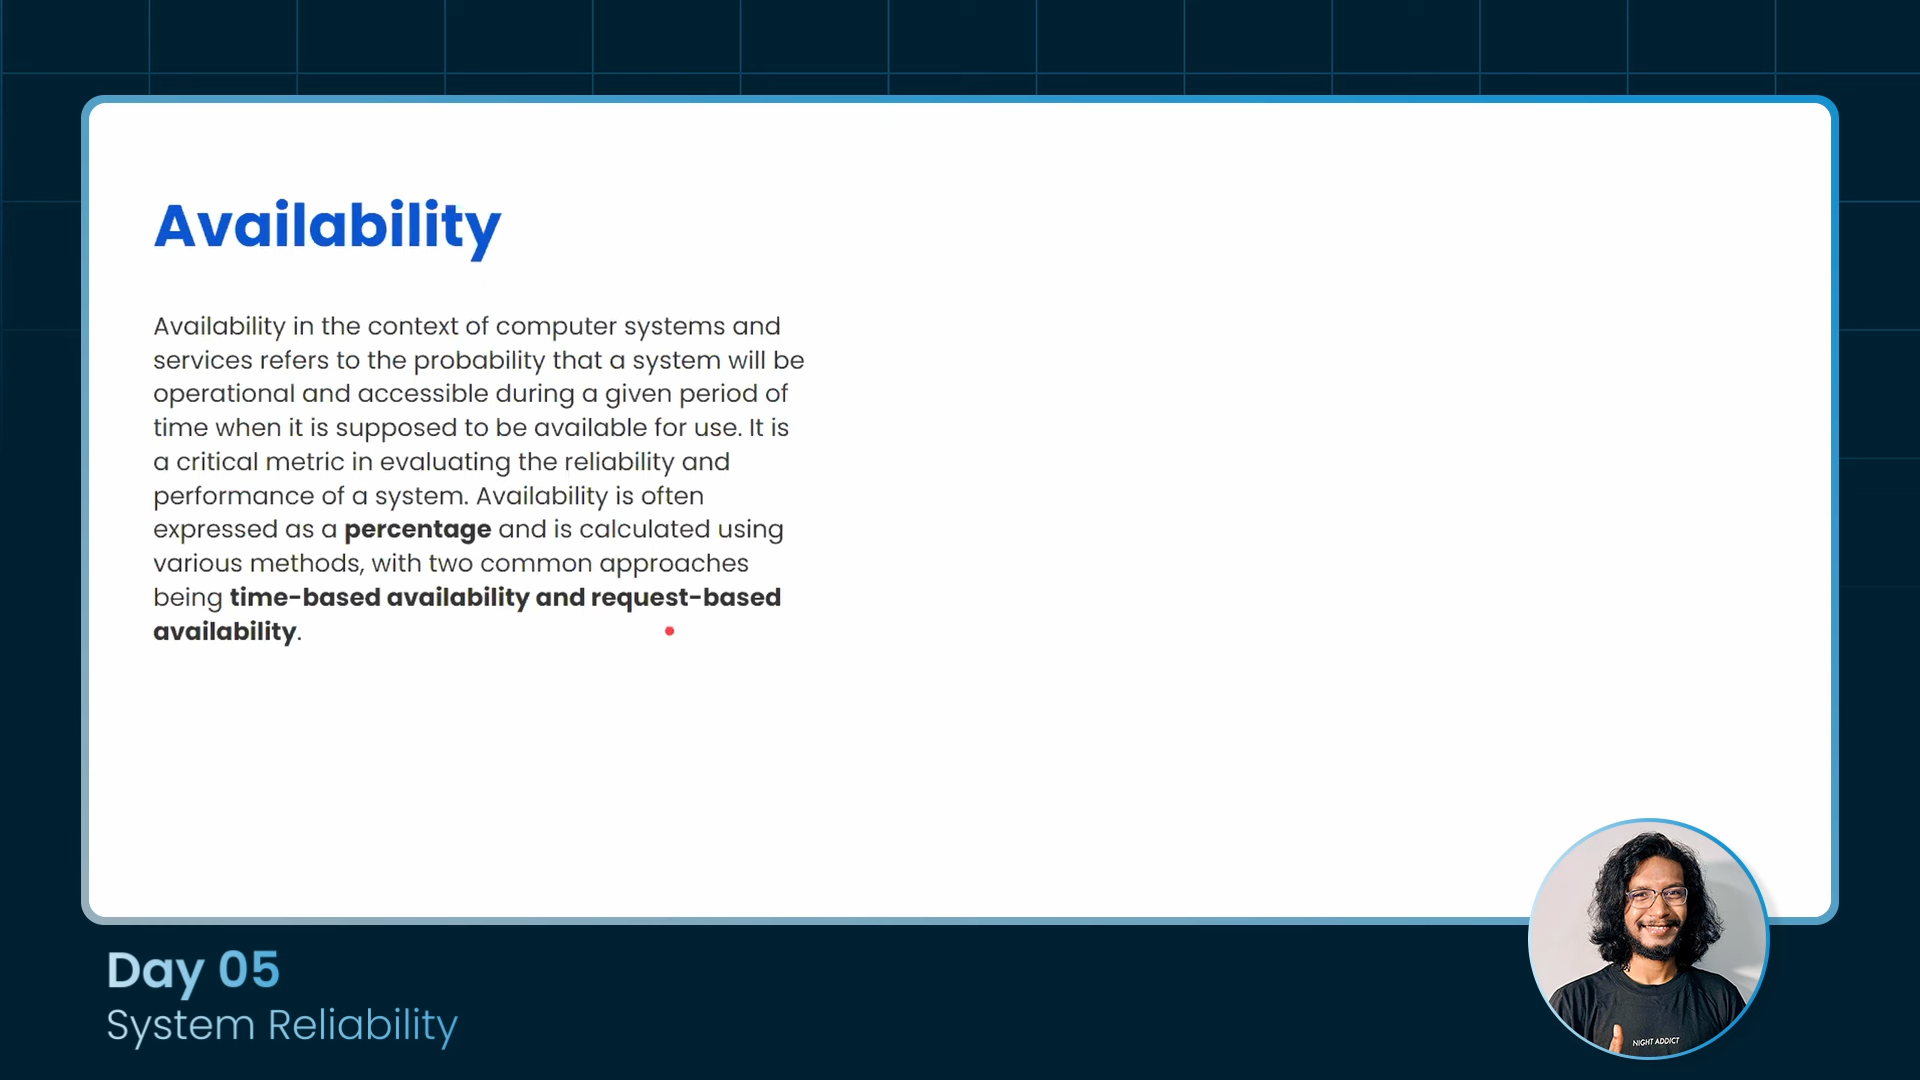 Availability
Availability in the context of computer systems and
services refers to the probability that a system will be
operational and accessible during a given period of
time when it is supposed to be available for use. It is
a critical metric in evaluating the reliability and
performance of a system. Availability is often
expressed as a percentage and is calculated using
various methods, with two common approaches
being time-based availability and request-based
availability.
Day 05
System Reliability
NIGHT ADDICT